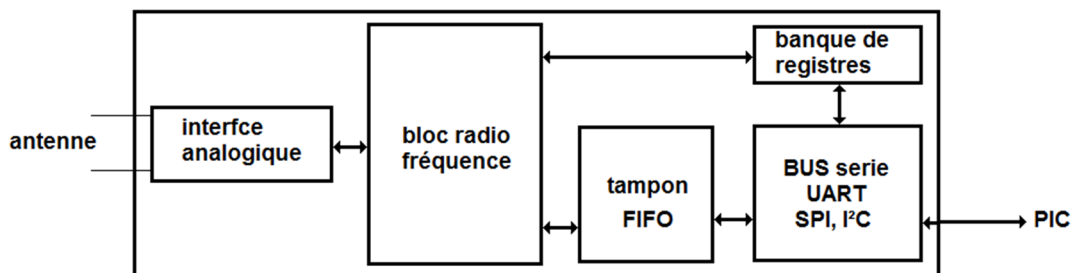 antenne
interfce
analogique
bloc radio
fréquence
banque de
registres
tampon
FIFO
BUS serie
UART
SPI, I²C
PIC